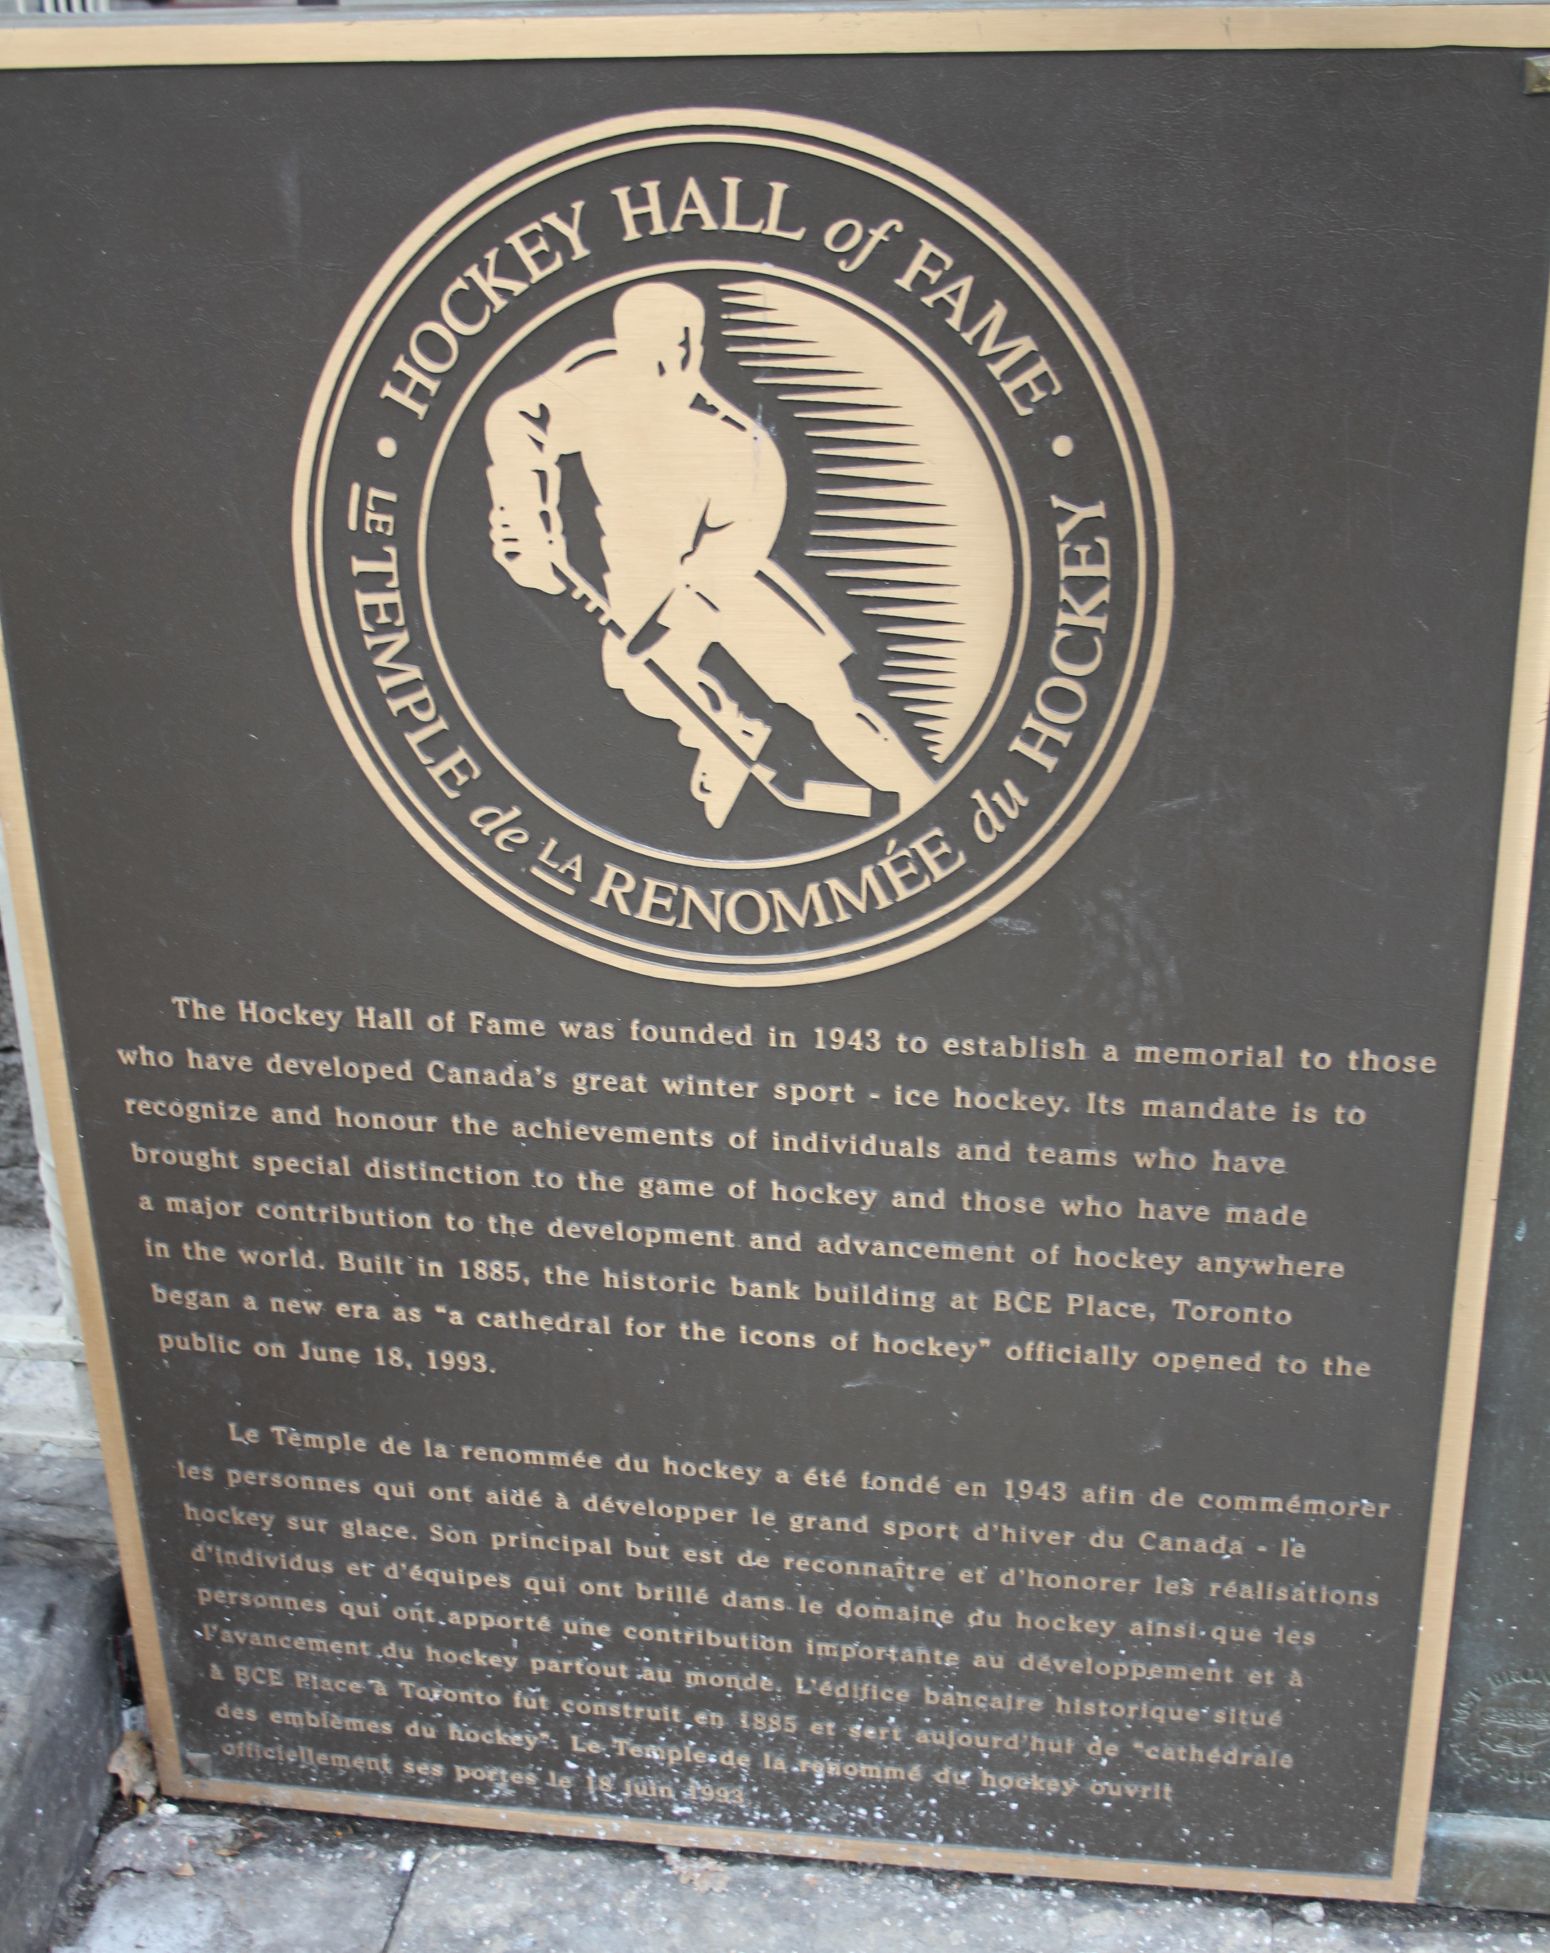 HOCKEY HALL of FAME
LE TEMPLE de LA RENOMMÉE du HOCKEY
The Hockey Hall of Fame was founded in 1943 to establish a memorial to those
who have developed Canada's great winter sport - ice hockey. Its mandate is to
recognize and honour the achievements of individuals and teams who have
brought special distinction to the game of hockey and those who have made
a major contribution to the development and advancement of hockey anywhere
in the world. Built in 1885, the historic bank building at BCE Place, Toronto
began a new era as "a cathedral for the icons of hockey" officially opened to the
public on June 18, 1993.
Le Temple de la renommée du hockey a été fondé en 1943 afin de commémorer
les personnes qui ont aidé à développer le grand sport d'hiver du Canada - le
hockey sur glace. Son principal but est de reconnaître et d'honorer les réalisations
d'individus et d'équipes qui ont brillé dans le domaine du hockey ainsi que les
personnes qui ont apporté une contribution importante au développement et à
l'avancement du hockey partout au monde. L'édifice bancaire historique situé
à BCE Place à Toronto fut construit en 1885 et sert aujourd'hui de "cathédrale
des emblèmes du hockey". Le Temple de la renommé du hockey ouvrit
officiellement ses portes le 18 juin 1993